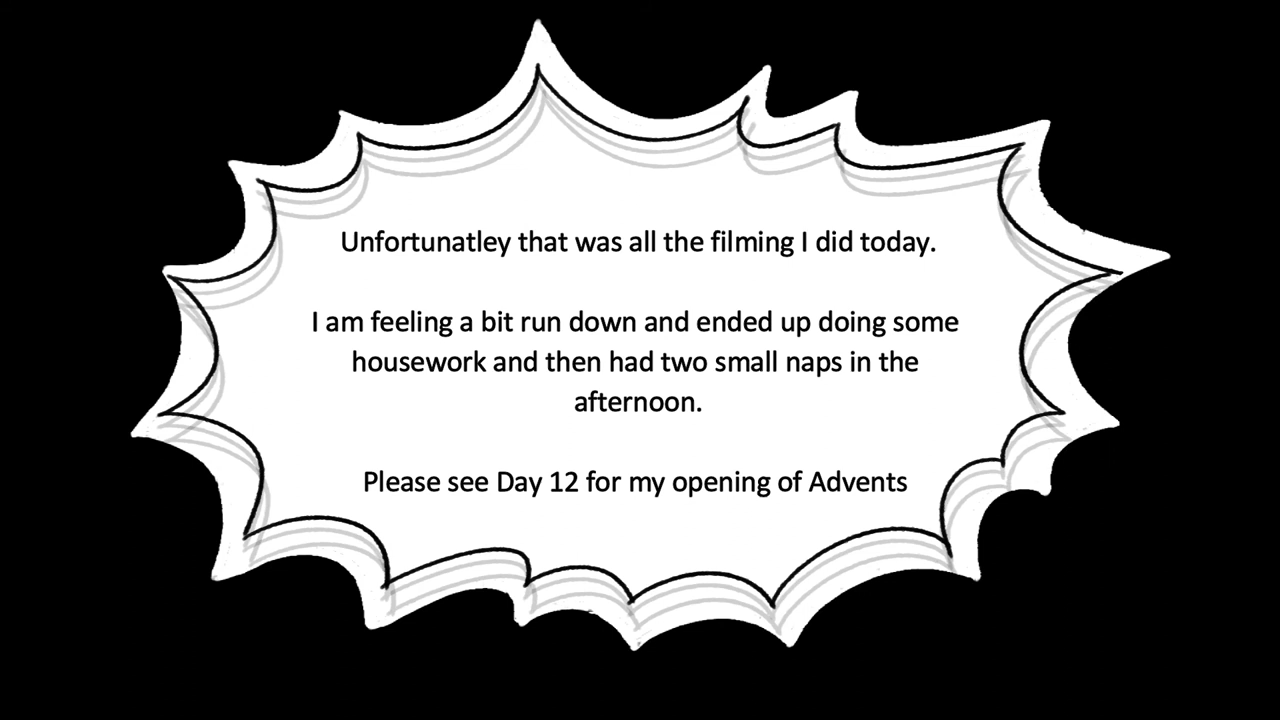 Unfortunatley that was all the filming I did today.
I am feeling a bit run down and ended up doing some
housework and then had two small naps in the
afternoon.
Please see Day 12 for my opening of Advents